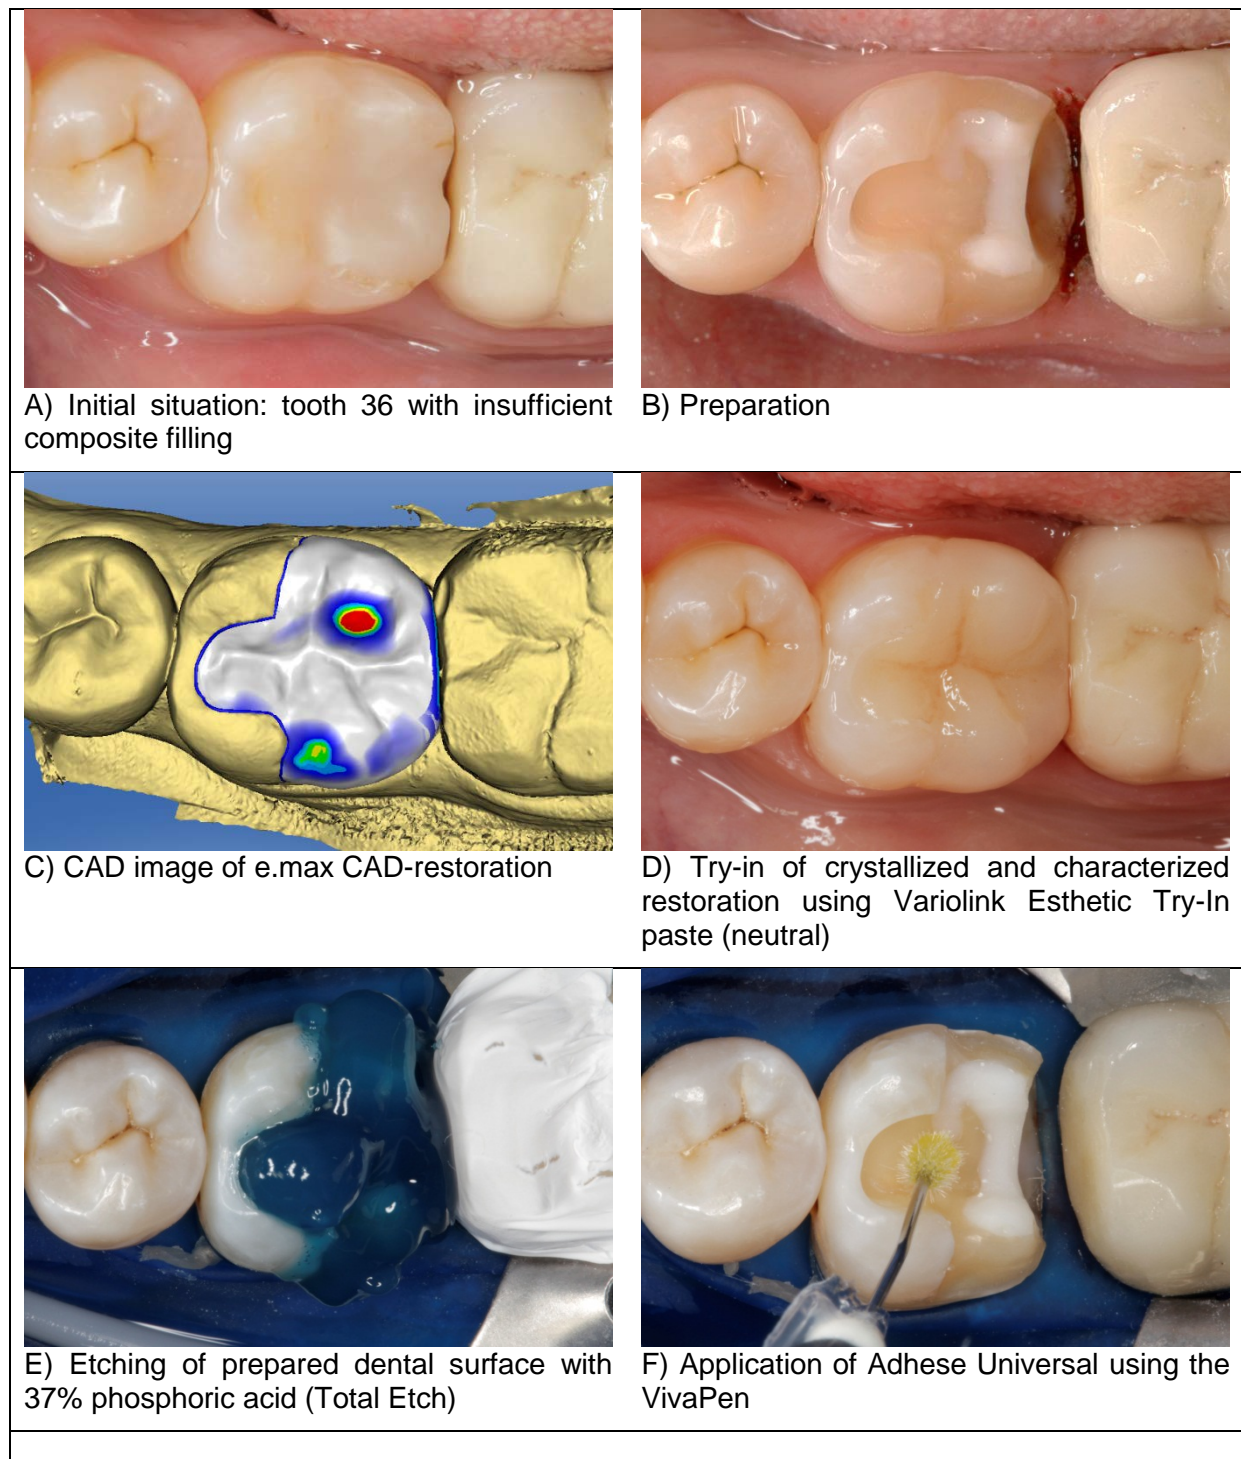 A) Initial situation: tooth 36 with insufficient
composite filling
B) Preparation
C) CAD image of e.max CAD-restoration
D) Try-in of crystallized and characterized
restoration using Variolink Esthetic Try-In
paste (neutral)
E) Etching of prepared dental surface with
37% phosphoric acid (Total Etch)
F) Application of Adhese Universal using the
VivaPen